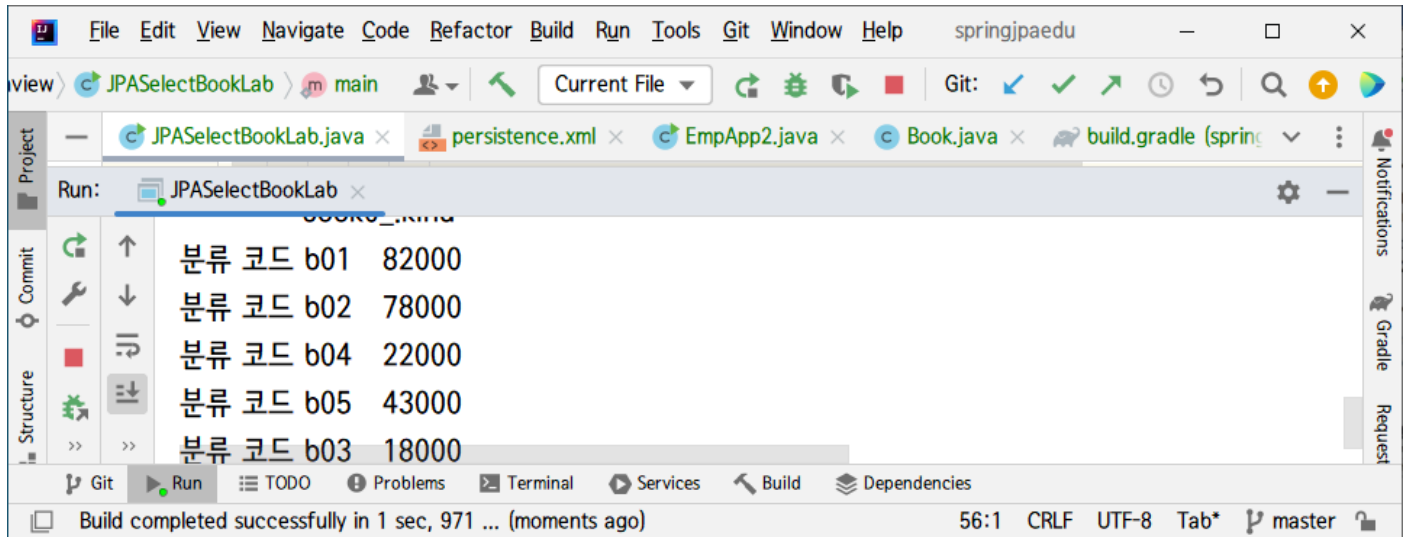 File Edit View Navigate Code Refactor Build Run Tools Git Window Help springjpaedu
JPASelectBookLab main Current File Git:
JPASelectBookLab.java persistence.xml EmpApp2.java Book.java build.gradle
Project
Run: JPASelectBookLab
Notifications
분류 코드 b01 82000
Commit
분류 코드 b02 78000
Gradle
분류 코드 b04 22000
분류 코드 b05 43000
Structure
Request
분류 코드 b03 18000
Git Run TODO Problems Terminal Services Build Dependencies
Build completed successfully in 1 sec, 971 ... (moments ago) 56:1 CRLF UTF-8 Tab* master